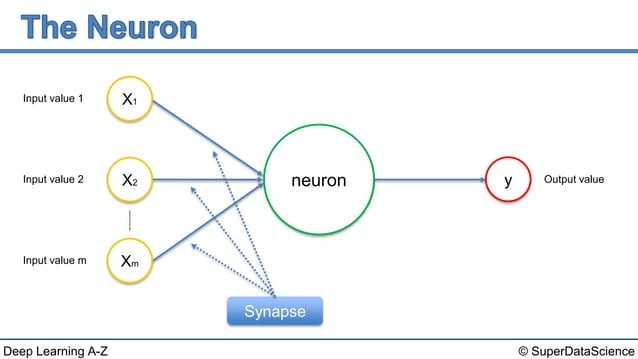 The Neuron
Input value 1
X1
Input value 2
X2
neuron
y
Output value
Input value m
Xm
Synapse
Deep Learning A-Z
© SuperDataScience